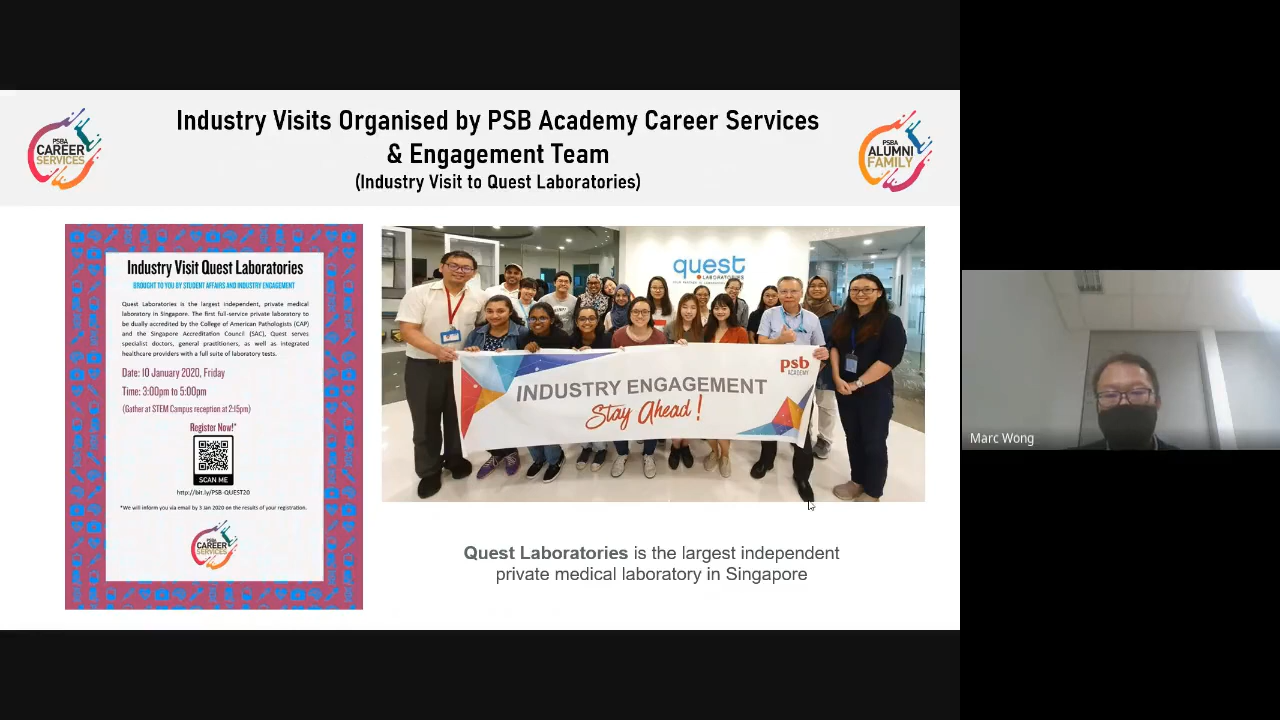 Industry Visits Organised by PSB Academy Career Services
& Engagement Team
(Industry Visit to Quest Laboratories)
PSBA
CAREER
SERVICES
PSBA
ALUMNI
FAMILY
Industry Visit Quest Laboratories
BROUGHT TO YOU BY STUDENT AFFAIRS AND INDUSTRY ENGAGEMENT
Quest Laboratories is the largest independent, private medical
laboratory in Singapore. The first full-service private laboratory to
be dually accredited by the College of American Pathologists (CAP)
and the Singapore Accreditation Council (SAC), Quest serves
specialist doctors, general practitioners, as well as integrated
healthcare providers with a full suite of laboratory tests.
Date: 10 January 2020, Friday
Time: 3:00pm to 5:00pm
(Gather at STEM Campus reception at 2:15pm)
Register Now!*
SCAN ME
http://bit.ly/PSB-QUEST20
*We will inform you via email by 3 Jan 2020 on the results of your registration.
PSBA
CAREER
SERVICES
quest
LABORATORIES
psb
ACADEMY
INDUSTRY ENGAGEMENT
Stay Ahead!
Quest Laboratories is the largest independent
private medical laboratory in Singapore
Marc Wong